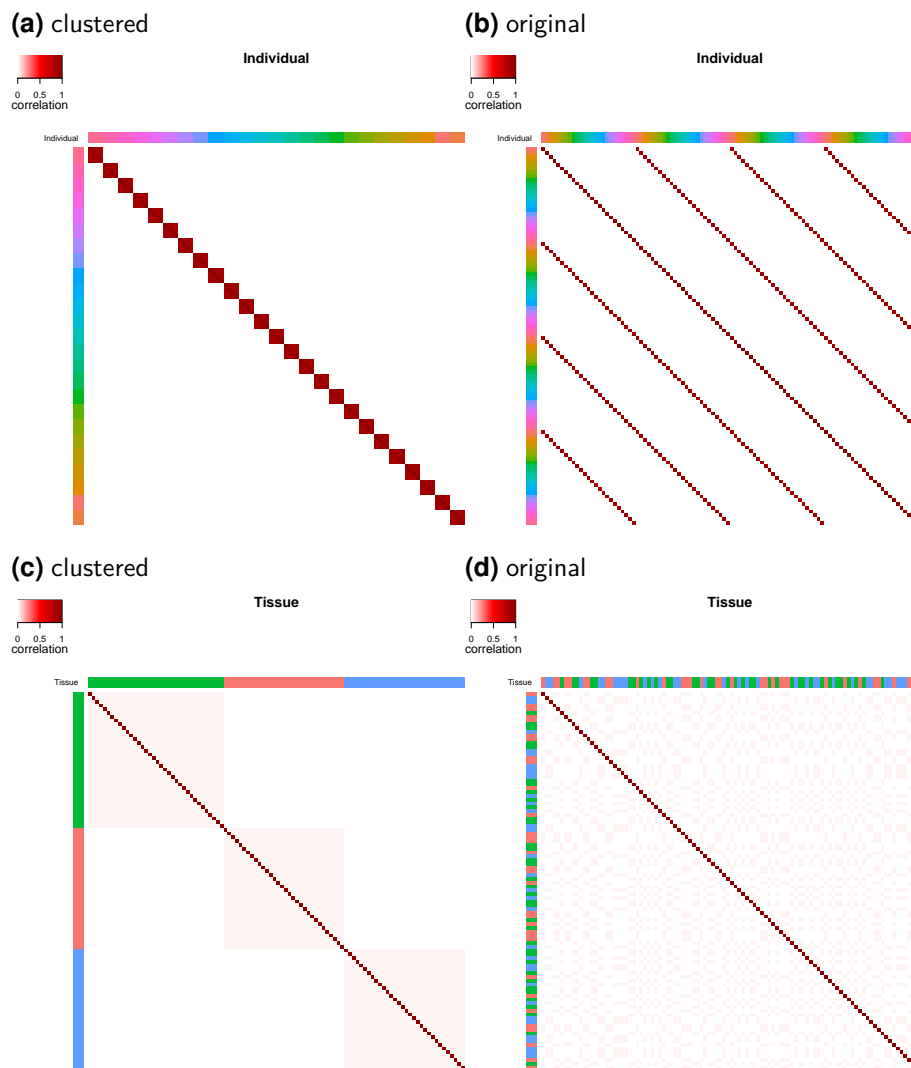 (a) clustered
Individual
0 0.5 1
correlation
Individual
(b) original
Individual
0 0.5 1
correlation
Individual
(c) clustered
Tissue
0 0.5 1
correlation
Tissue
(d) original
Tissue
0 0.5 1
correlation
Tissue